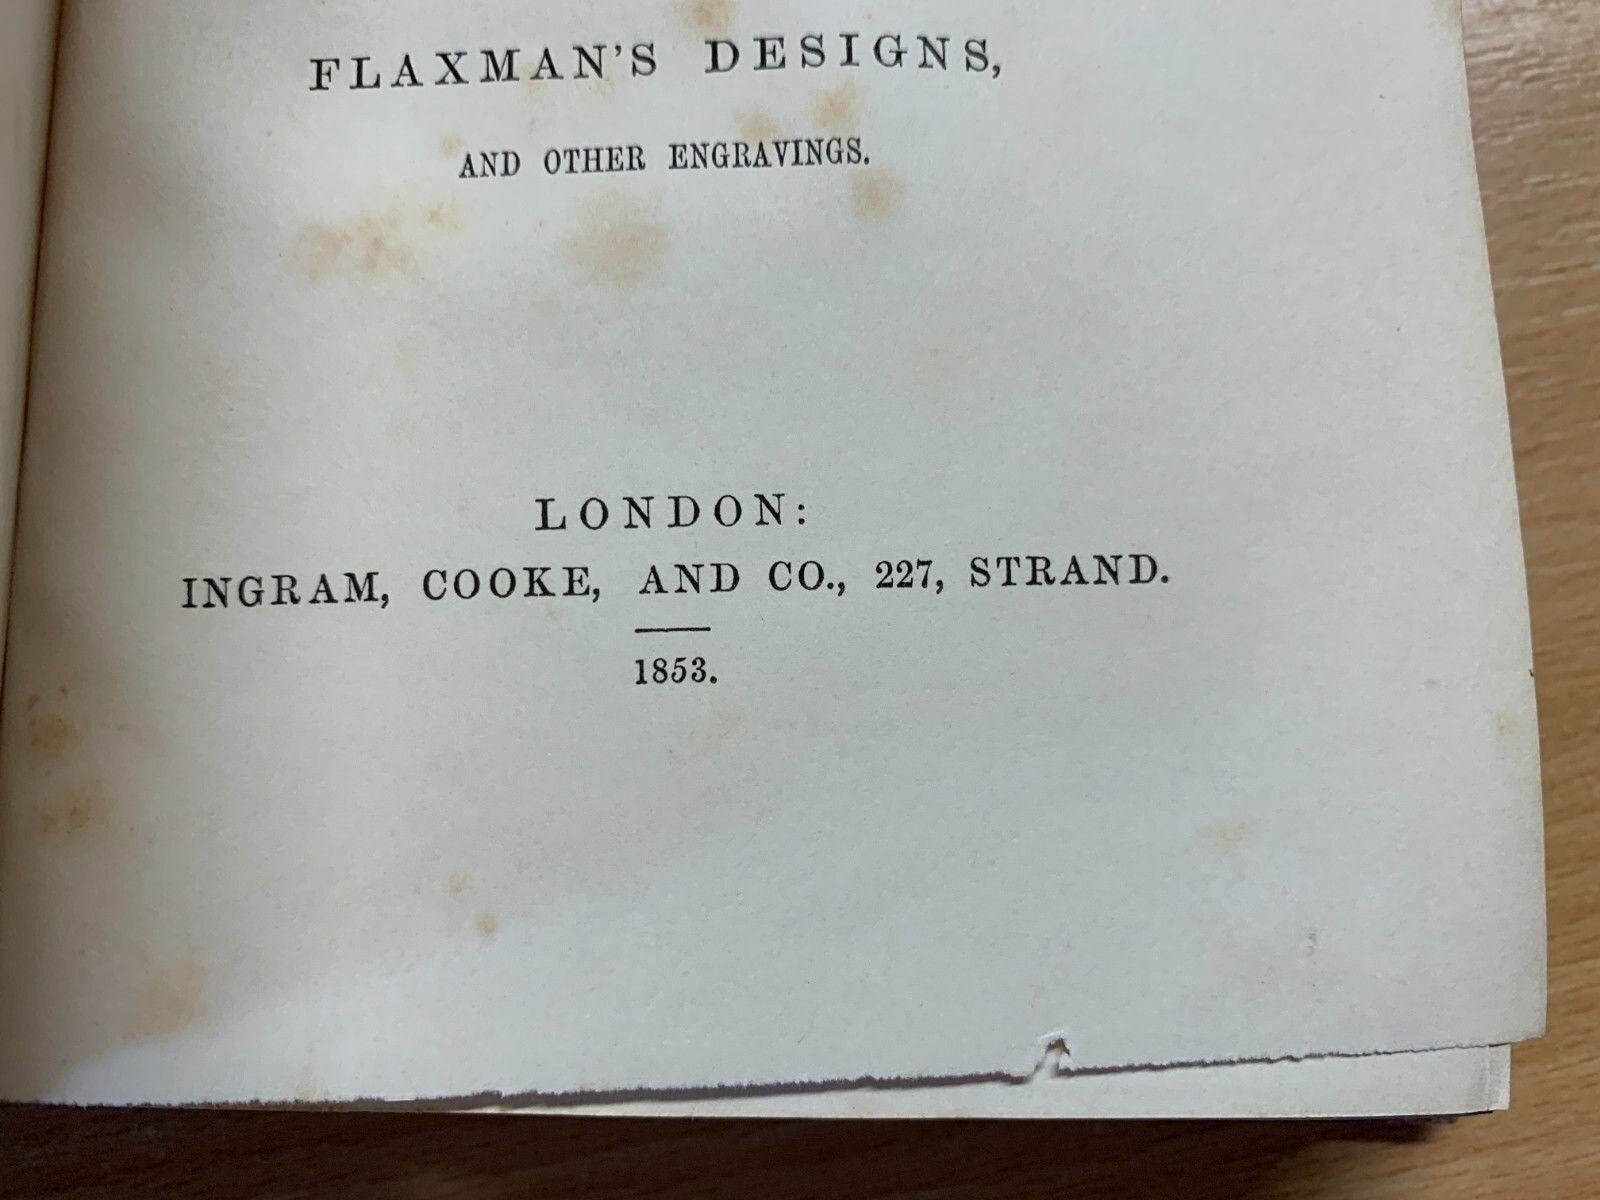 FLAXMAN'S DESIGNS,
AND OTHER ENGRAVINGS.
LONDON:
INGRAM, COOKE, AND CO., 227, STRAND.
1853.